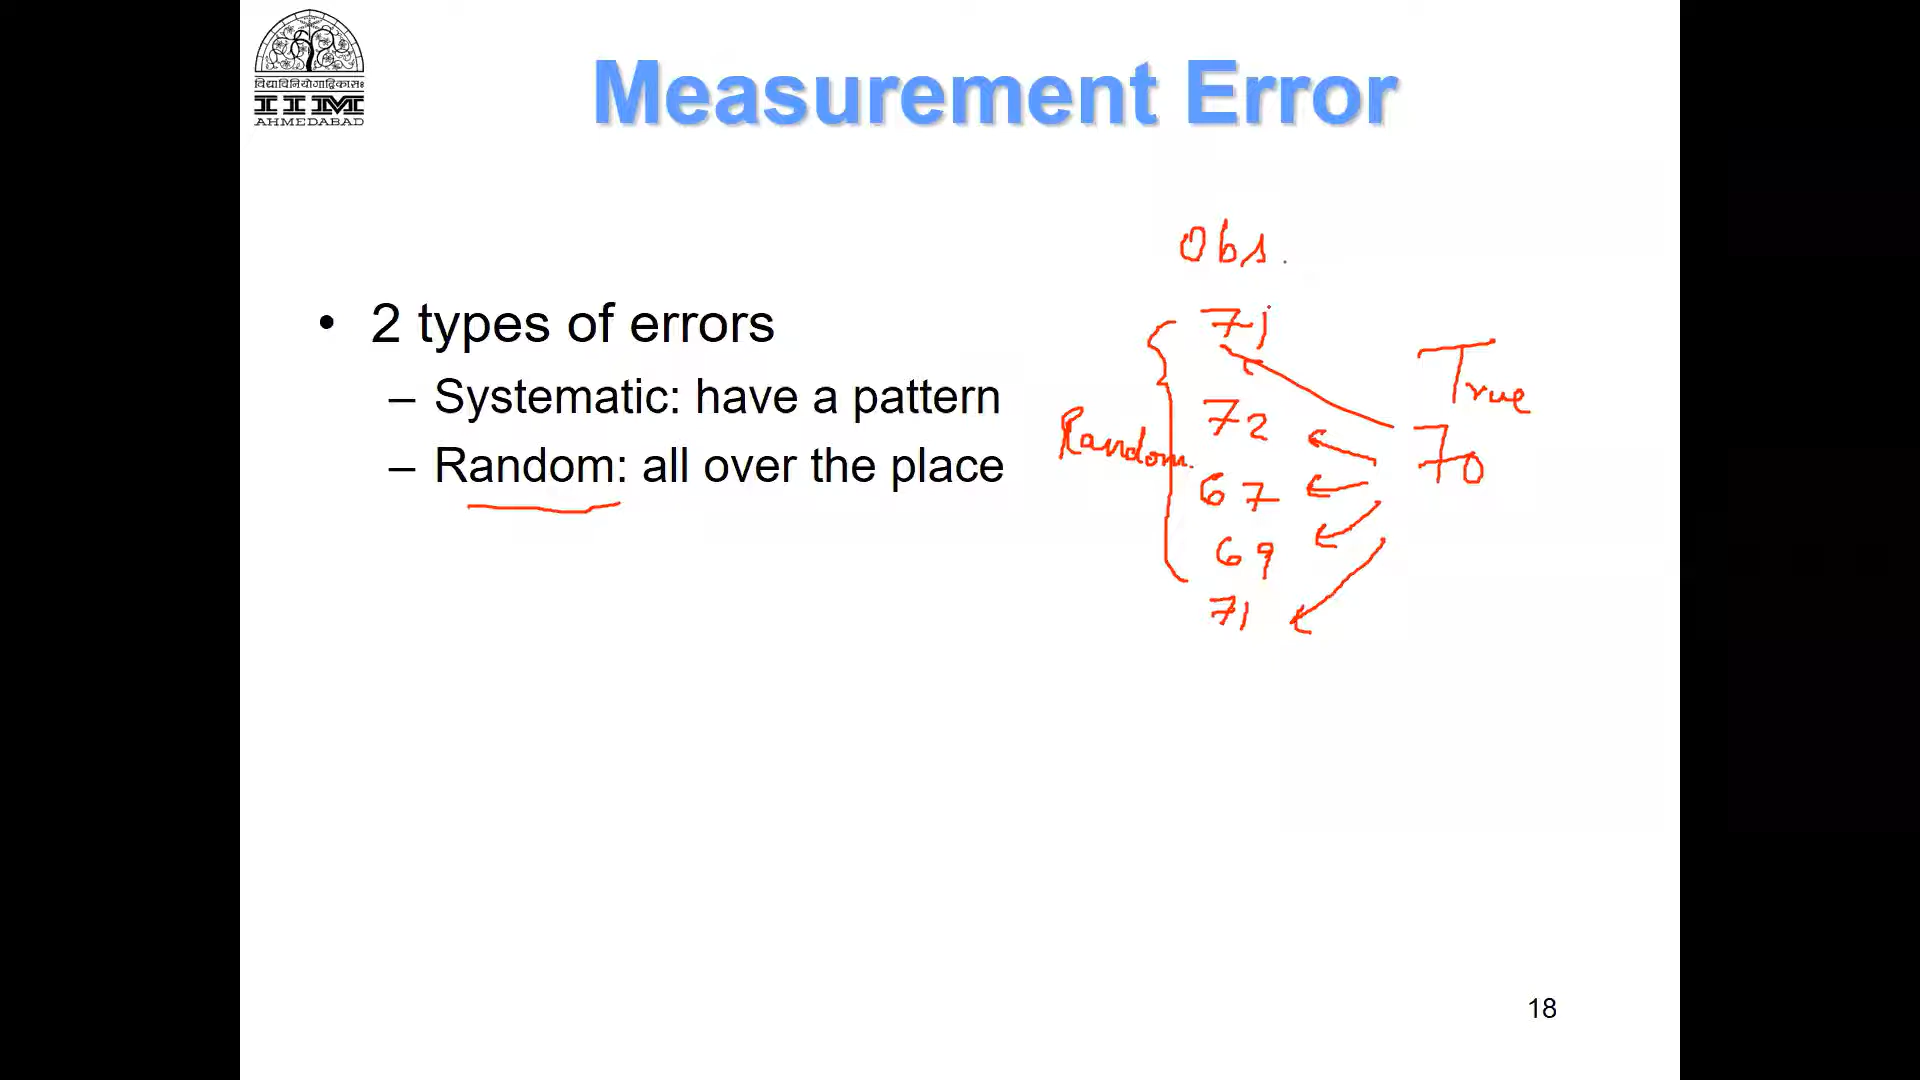 विद्याविनियोगाद्विकासः
IIM
AHMEDABAD
Measurement Error
• 2 types of errors
– Systematic: have a pattern
– Random: all over the place
Obs.
71
72
67
69
71
Random.
True
70
18